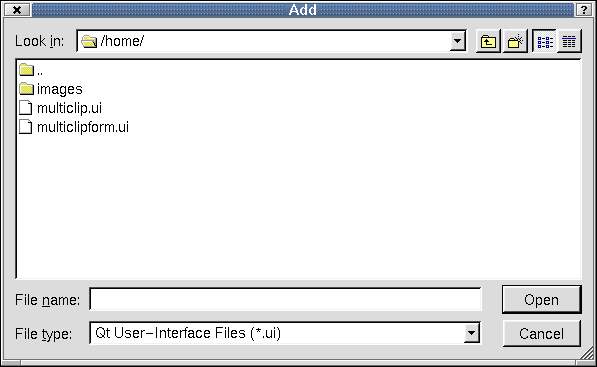 Add
Look in: /home/
..
images
multiclip.ui
multiclipform.ui
File name: Open
File type: Qt User-Interface Files (*.ui) Cancel